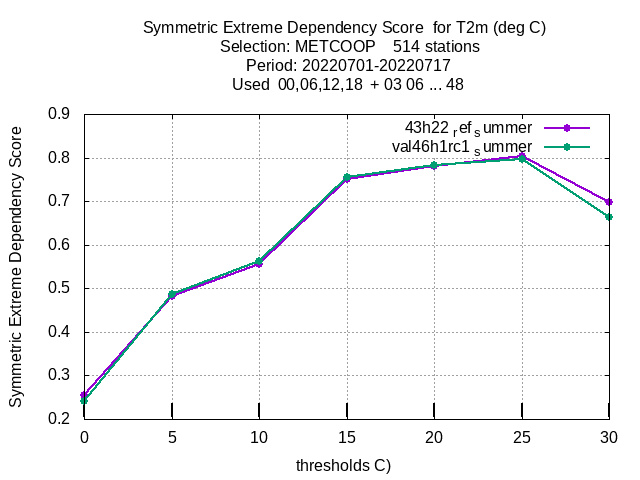 Symmetric Extreme Dependency Score  for T2m (deg C)
Selection: METCOOP    514 stations
Period: 20220701-20220717
Used  00,06,12,18  + 03 06 ... 48
43h22 ref summer
val46h1rc1 summer
Symmetric Extreme Dependency Score
0.9
0.8
0.7
0.6
0.5
0.4
0.3
0.2
0 5 10 15 20 25 30
thresholds C)